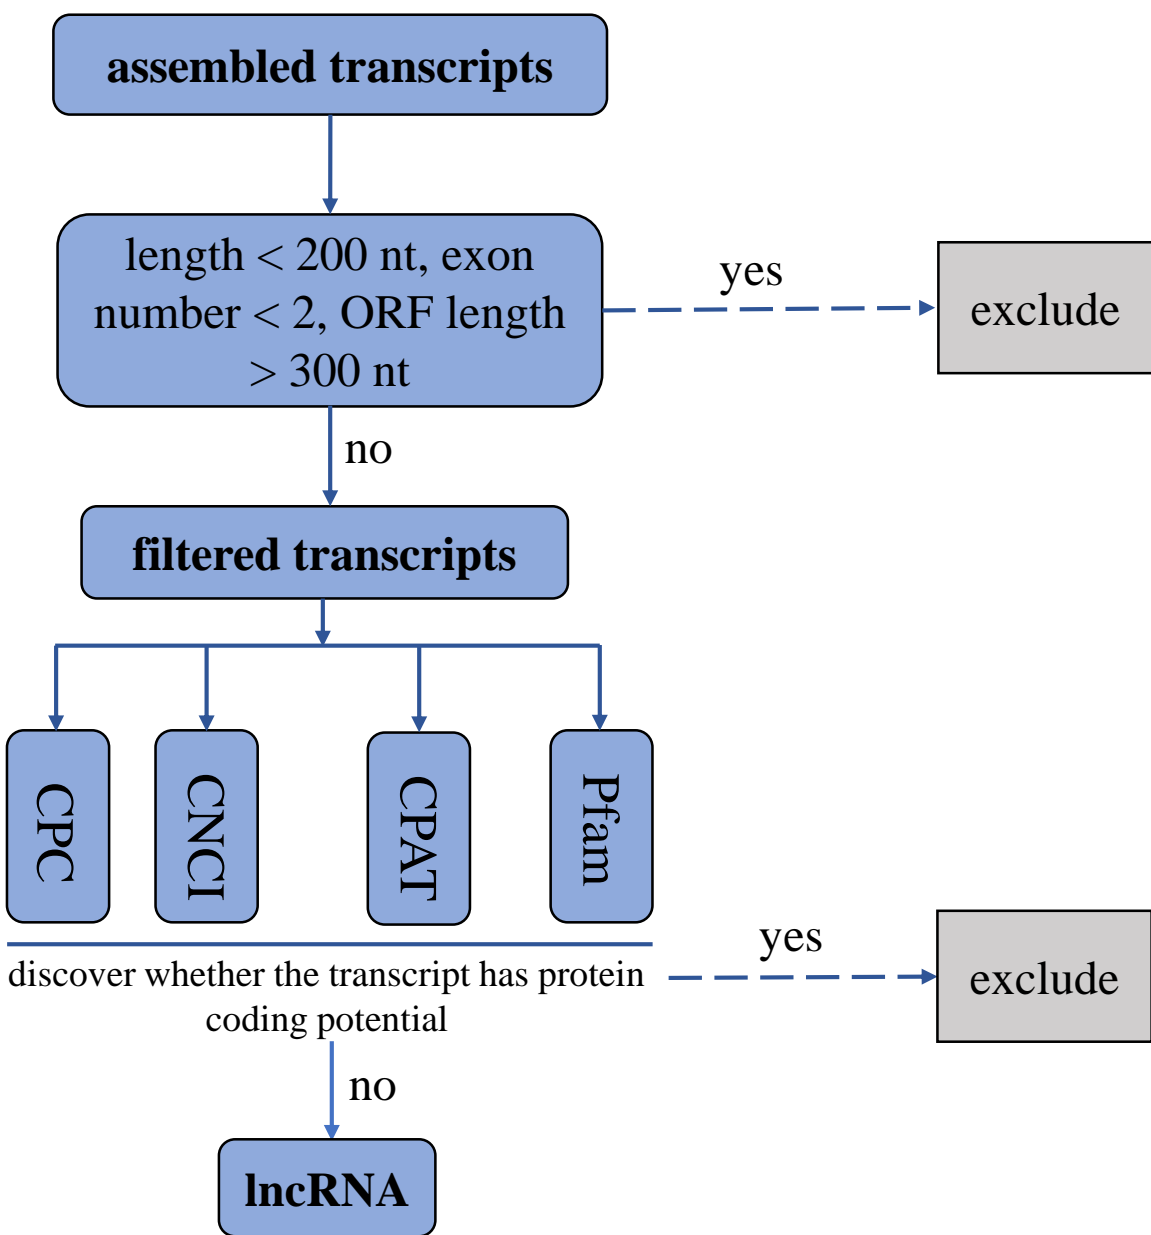 assembled transcripts
length < 200 nt, exon
number < 2, ORF length
> 300 nt
yes
exclude
no
filtered transcripts
CPC
CNCI
CPAT
Pfam
discover whether the transcript has protein
coding potential
yes
exclude
no
lncRNA